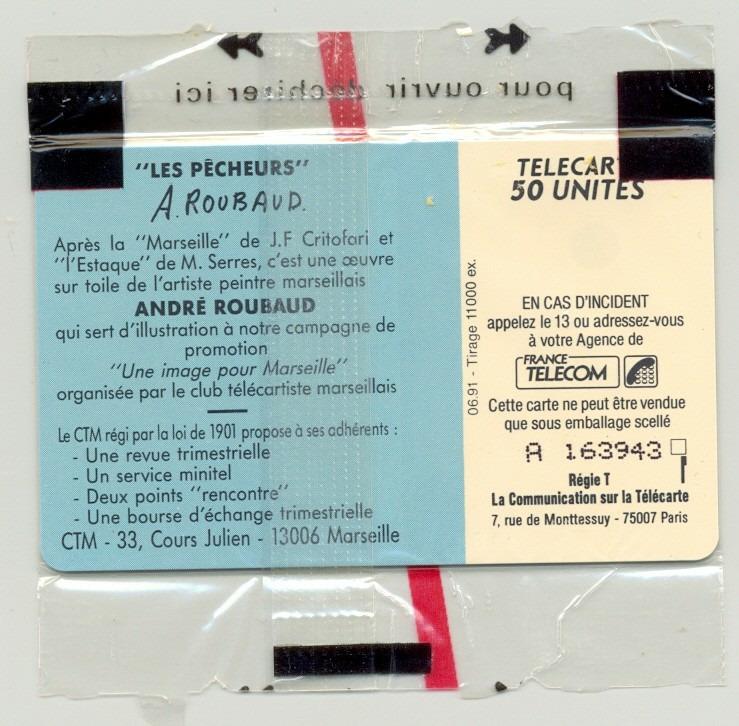 pour ouvrir déchirer ici
"LES PÊCHEURS"
A. ROUBAUD.
Après la "Marseille" de J.F Critofari et
"l'Estaque" de M. Serres, c'est une œuvre
sur toile de l'artiste peintre marseillais
ANDRÉ ROUBAUD
qui sert d'illustration à notre campagne de
promotion
"Une image pour Marseille"
organisée par le club télécartiste marseillais
Le CTM régi par la loi de 1901 propose à ses adhérents :
- Une revue trimestrielle
- Un service minitel
- Deux points "rencontre"
- Une bourse d'échange trimestrielle
CTM - 33, Cours Julien - 13006 Marseille
06.91 - Tirage 11000 ex.
TELECAR
50 UNITES
EN CAS D'INCIDENT
appelez le 13 ou adressez-vous
à votre Agence de
FRANCE
TELECOM
Cette carte ne peut être vendue
que sous emballage scellé
A 163943
Régie T
La Communication sur la Télécarte
7, rue de Monttessuy - 75007 Paris